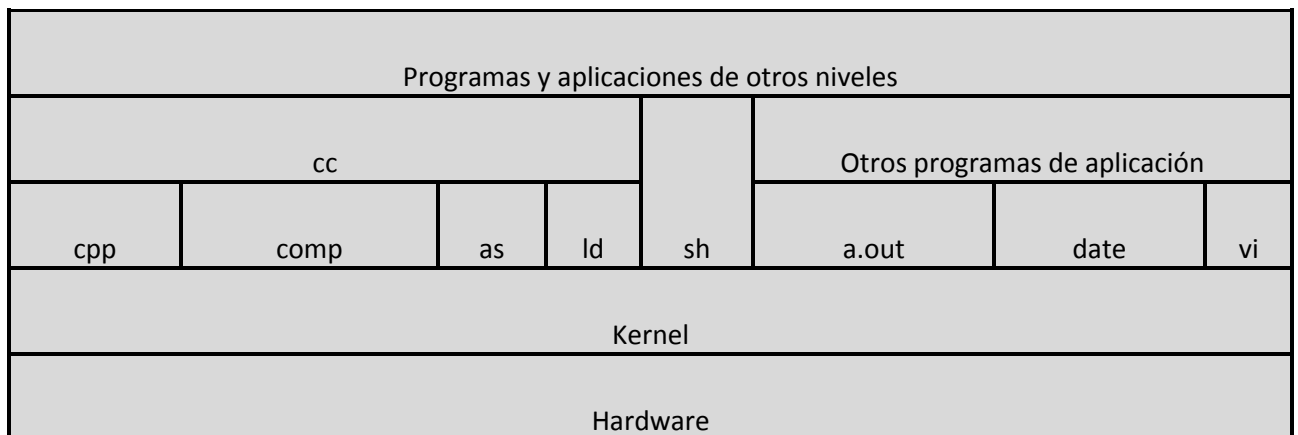 Programas y aplicaciones de otros niveles
cc
Otros programas de aplicación
cpp
comp
as
ld
sh
a.out
date
vi
Kernel
Hardware